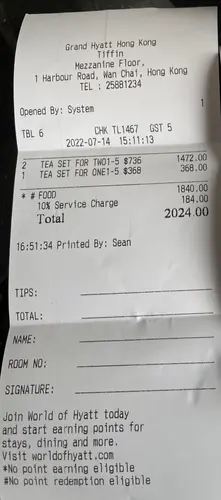 Grand Hyatt Hong Kong
Tiffin
Mezzanine Floor,
1 Harbour Road, Wan Chai, Hong Kong
TEL : 25881234
Opened By: System
1
TBL 6 CHK TL1467 GST 5
2022-07-14 15:11:13
2 TEA SET FOR TWO1-5 $736 1472.00
1 TEA SET FOR ONE1-5 $368 368.00
* # FOOD 1840.00
10% Service Charge 184.00
Total 2024.00
16:51:34 Printed By: Sean
TIPS:
TOTAL:
NAME:
ROOM NO:
SIGNATURE:
Join World of Hyatt today
and start earning points for
stays, dining and more.
Visit worldofhyatt.com
*No point earning eligible
#No point redemption eligible